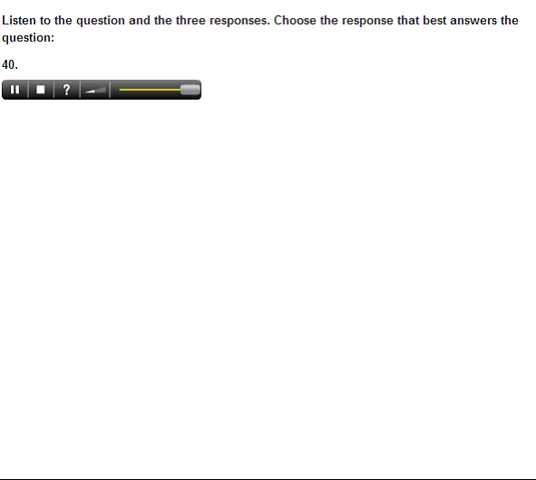 Listen to the question and the three responses. Choose the response that best answers the
question:
40.
?